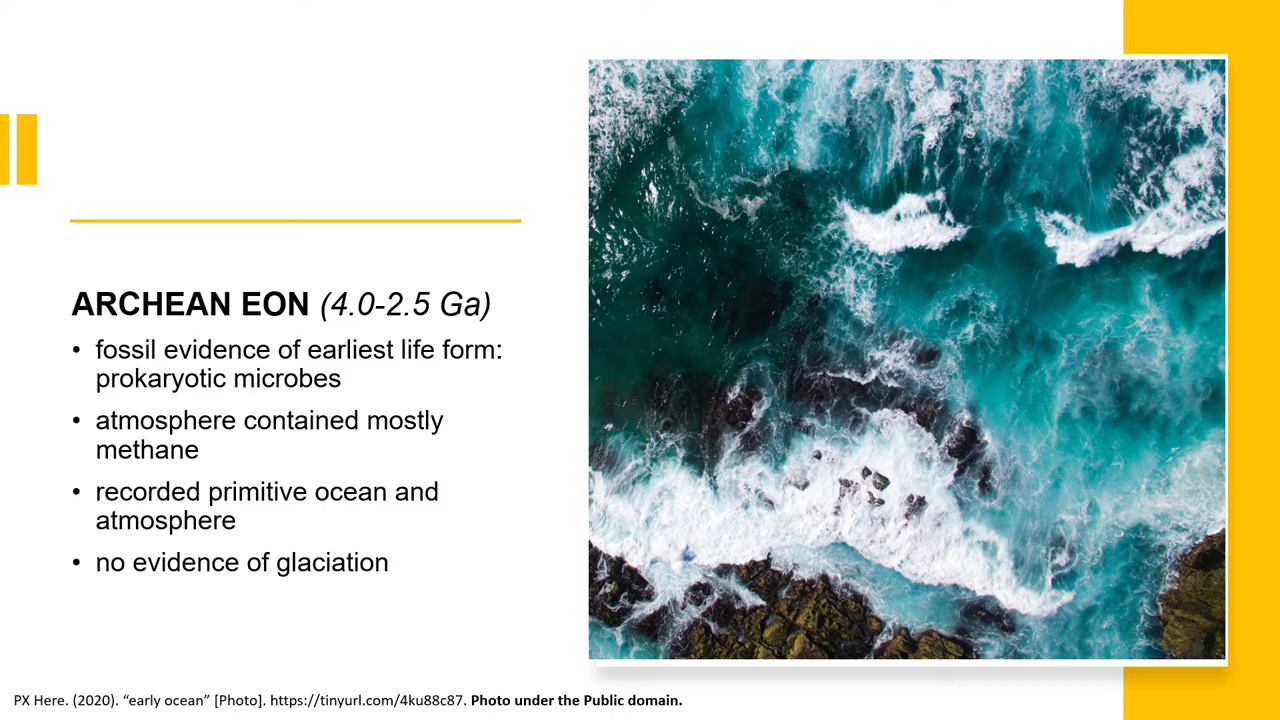 ARCHEAN EON (4.0-2.5 Ga)
• fossil evidence of earliest life form:
prokaryotic microbes
• atmosphere contained mostly
methane
• recorded primitive ocean and
atmosphere
• no evidence of glaciation
PX Here. (2020). “early ocean” [Photo]. https://tinyurl.com/4ku88c87. Photo under the Public domain.